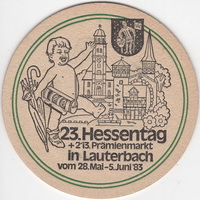 23. Hessentag
+ 213. Prämienmarkt
in Lauterbach
vom 28. Mai - 5. Juni '83